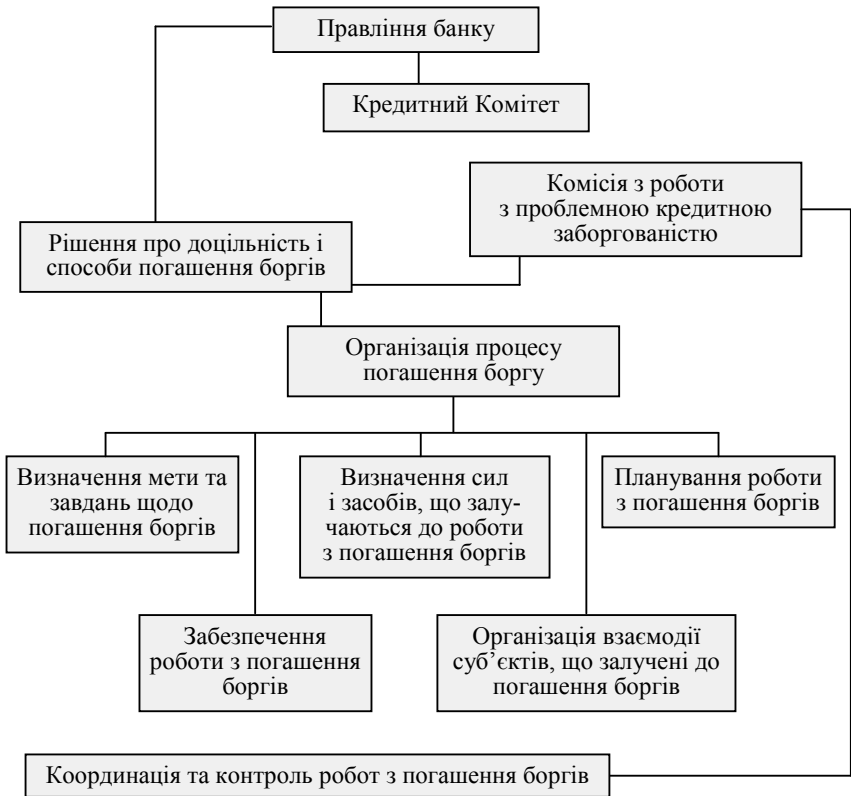 Правління банку
Кредитний Комітет
Комісія з роботи
з проблемною кредитною
заборгованістю
Рішення про доцільність і
способи погашення боргів
Організація процесу
погашення боргу
Визначення мети та
завдань щодо
погашення боргів
Визначення сил
і засобів, що залу-
чаються до роботи
з погашення боргів
Планування роботи
з погашення боргів
Забезпечення
роботи з погашення
боргів
Організація взаємодії
суб’єктів, що залучені до
погашення боргів
Координація та контроль робот з погашення боргів